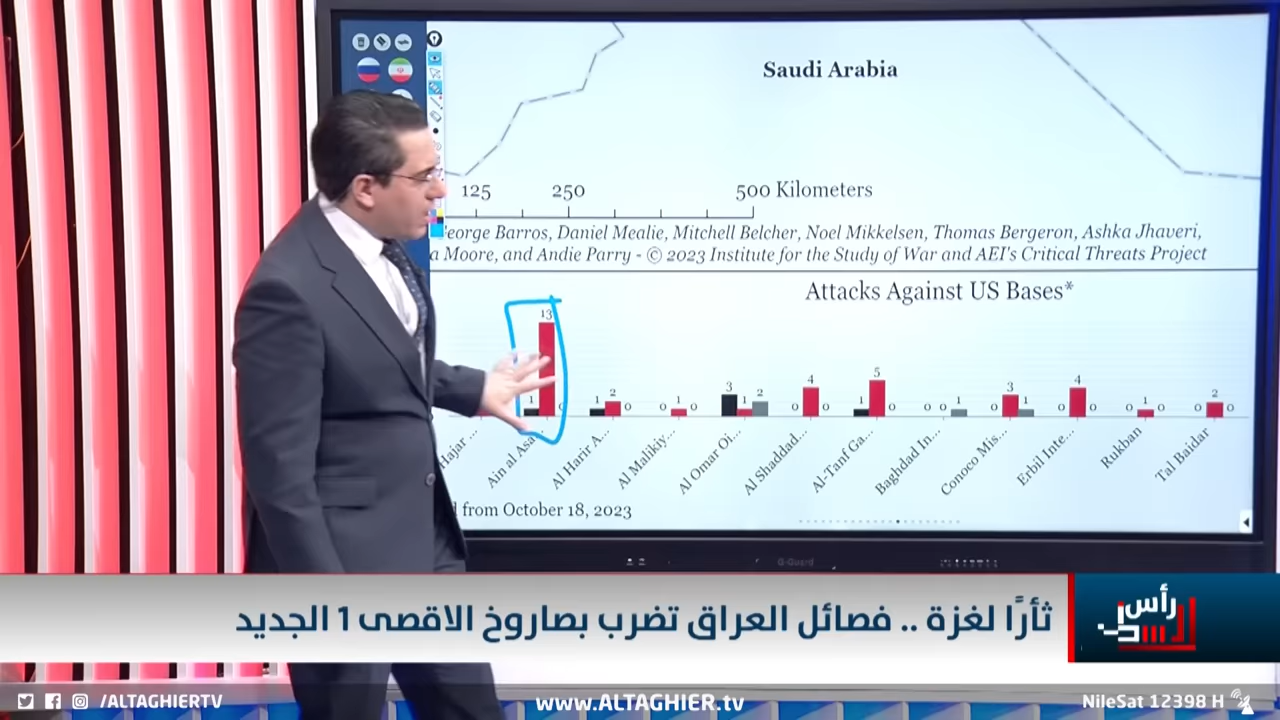 Saudi Arabia
125 250 500 Kilometers
eorge Barros, Daniel Mealie, Mitchell Belcher, Noel Mikkelsen, Thomas Bergeron, Ashka Jhaveri,
a Moore, and Andie Parry - © 2023 Institute for the Study of War and AEI's Critical Threats Project
Attacks Against US Bases*
1 13 0
1 2 0
0 1 0
3 1 2
0 4 0
1 5 0
0 0 1
0 3 1
0 4 0
0 1 0
0 2 0
Hajar ...
Ain al Asa...
Al Harir A...
Al Malikiy...
Al Omar Oi...
Al Shaddad...
Al-Tanf Ga...
Baghdad In...
Conoco Mis...
Erbil Inte...
Rukban
Tal Baidar
from October 18, 2023
ثأرًا لغزة .. فصائل العراق تضرب بصاروخ الاقصى 1 الجديد
رأس
السطر
/ALTAGHIERTV
www.ALTAGHIER.tv
NileSat 12398 H